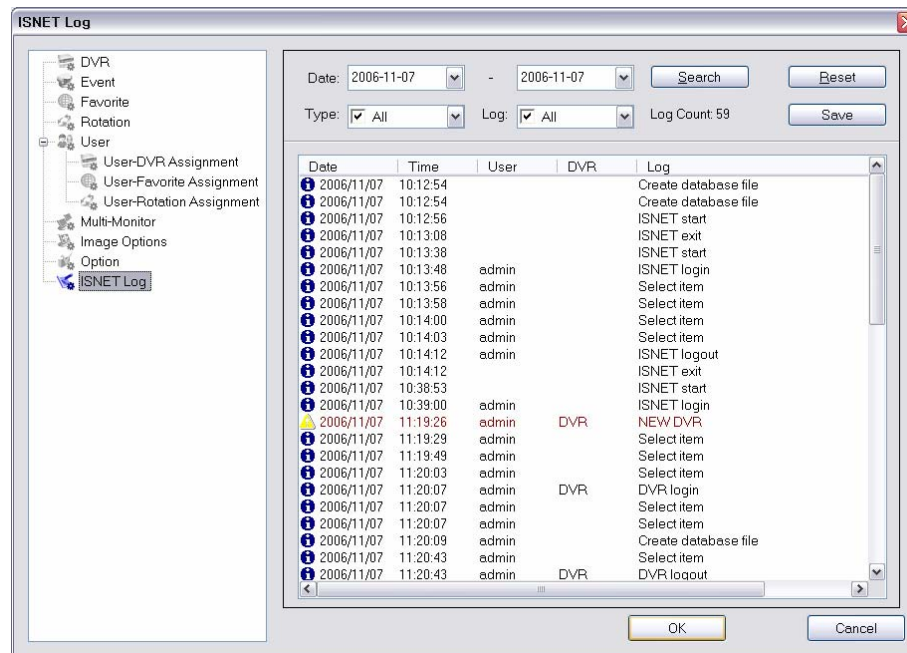 ISNET Log
DVR
Event
Favorite
Rotation
User
User-DVR Assignment
User-Favorite Assignment
User-Rotation Assignment
Multi-Monitor
Image Options
Option
ISNET Log
Date: 2006-11-07 - 2006-11-07 Search Reset
Type: All Log: All Log Count: 59 Save
Date Time User DVR Log
2006/11/07 10:12:54 Create database file
2006/11/07 10:12:54 Create database file
2006/11/07 10:12:56 ISNET start
2006/11/07 10:13:08 ISNET exit
2006/11/07 10:13:38 ISNET start
2006/11/07 10:13:48 admin ISNET login
2006/11/07 10:13:56 admin Select item
2006/11/07 10:13:58 admin Select item
2006/11/07 10:14:00 admin Select item
2006/11/07 10:14:03 admin Select item
2006/11/07 10:14:12 admin ISNET logout
2006/11/07 10:14:12 ISNET exit
2006/11/07 10:38:53 ISNET start
2006/11/07 10:39:00 admin ISNET login
2006/11/07 11:19:26 admin DVR NEW DVR
2006/11/07 11:19:29 admin Select item
2006/11/07 11:19:49 admin Select item
2006/11/07 11:20:03 admin Select item
2006/11/07 11:20:07 admin DVR DVR login
2006/11/07 11:20:07 admin Select item
2006/11/07 11:20:07 admin Select item
2006/11/07 11:20:09 admin Create database file
2006/11/07 11:20:43 admin Select item
2006/11/07 11:20:43 admin DVR DVR logout
OK Cancel